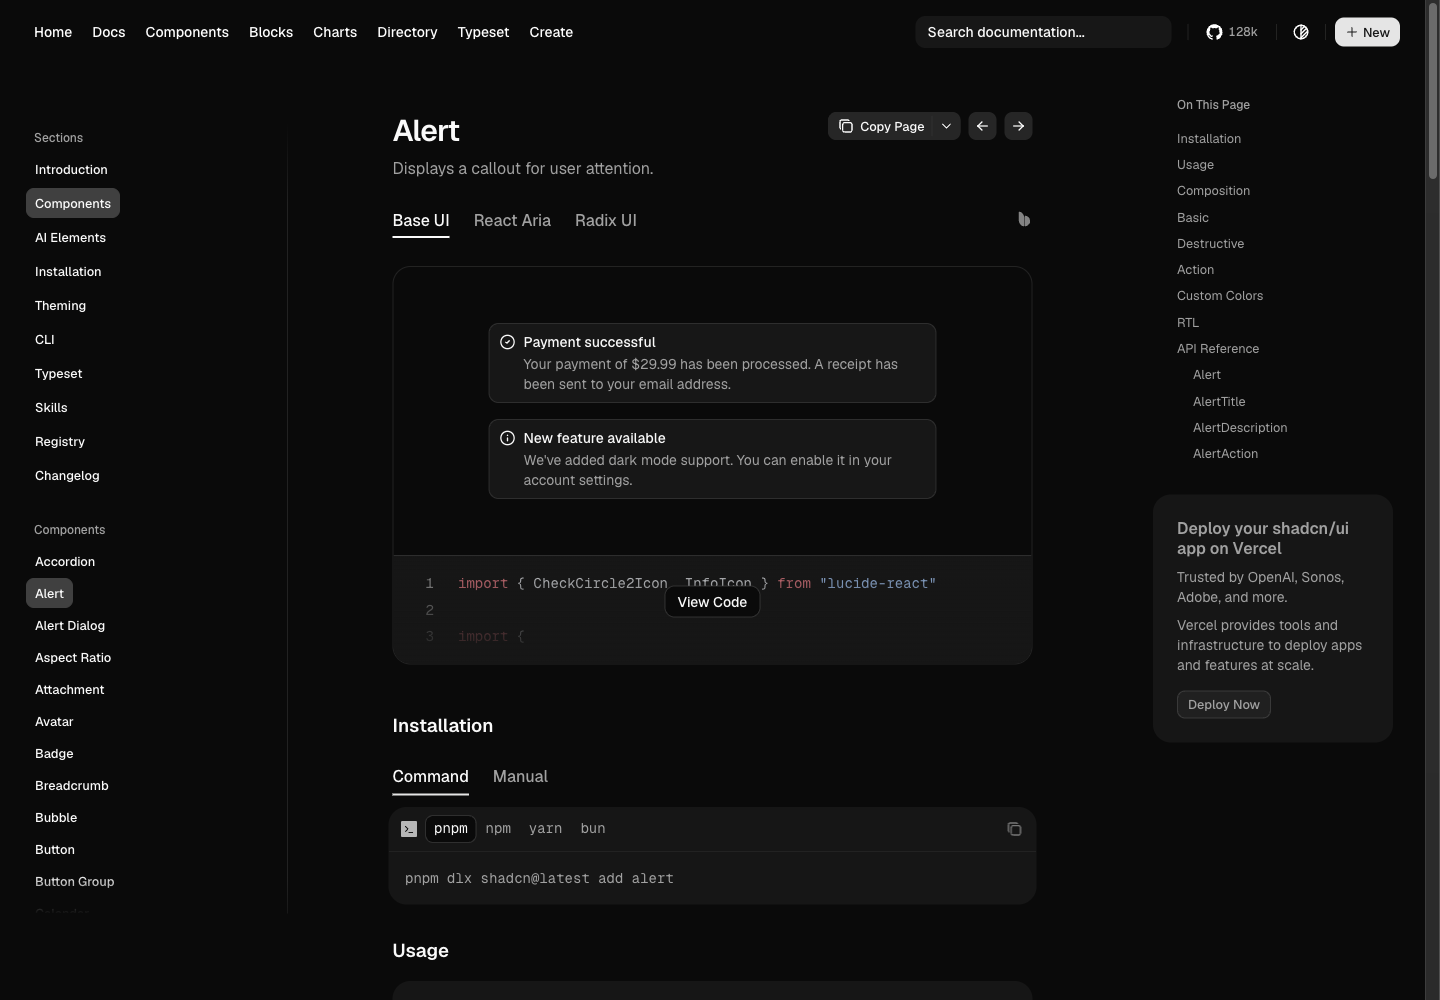 Home Docs Components Blocks Charts Directory Typeset Create
Search documentation...
128k
New
Sections
Introduction
Components
AI Elements
Installation
Theming
CLI
Typeset
Skills
Registry
Changelog
Components
Accordion
Alert
Alert Dialog
Aspect Ratio
Attachment
Avatar
Badge
Breadcrumb
Bubble
Button
Button Group
Alert
Copy Page
Displays a callout for user attention.
Base UI React Aria Radix UI
Payment successful
Your payment of $29.99 has been processed. A receipt has
been sent to your email address.
New feature available
We've added dark mode support. You can enable it in your
account settings.
1 import { CheckCircle2Icon, InfoIcon } from "lucide-react"
View Code
2
3 import {
Installation
Command Manual
pnpm npm yarn bun
pnpm dlx shadcn@latest add alert
Usage
On This Page
Installation
Usage
Composition
Basic
Destructive
Action
Custom Colors
RTL
API Reference
Alert
AlertTitle
AlertDescription
AlertAction
Deploy your shadcn/ui
app on Vercel
Trusted by OpenAI, Sonos,
Adobe, and more.
Vercel provides tools and
infrastructure to deploy apps
and features at scale.
Deploy Now